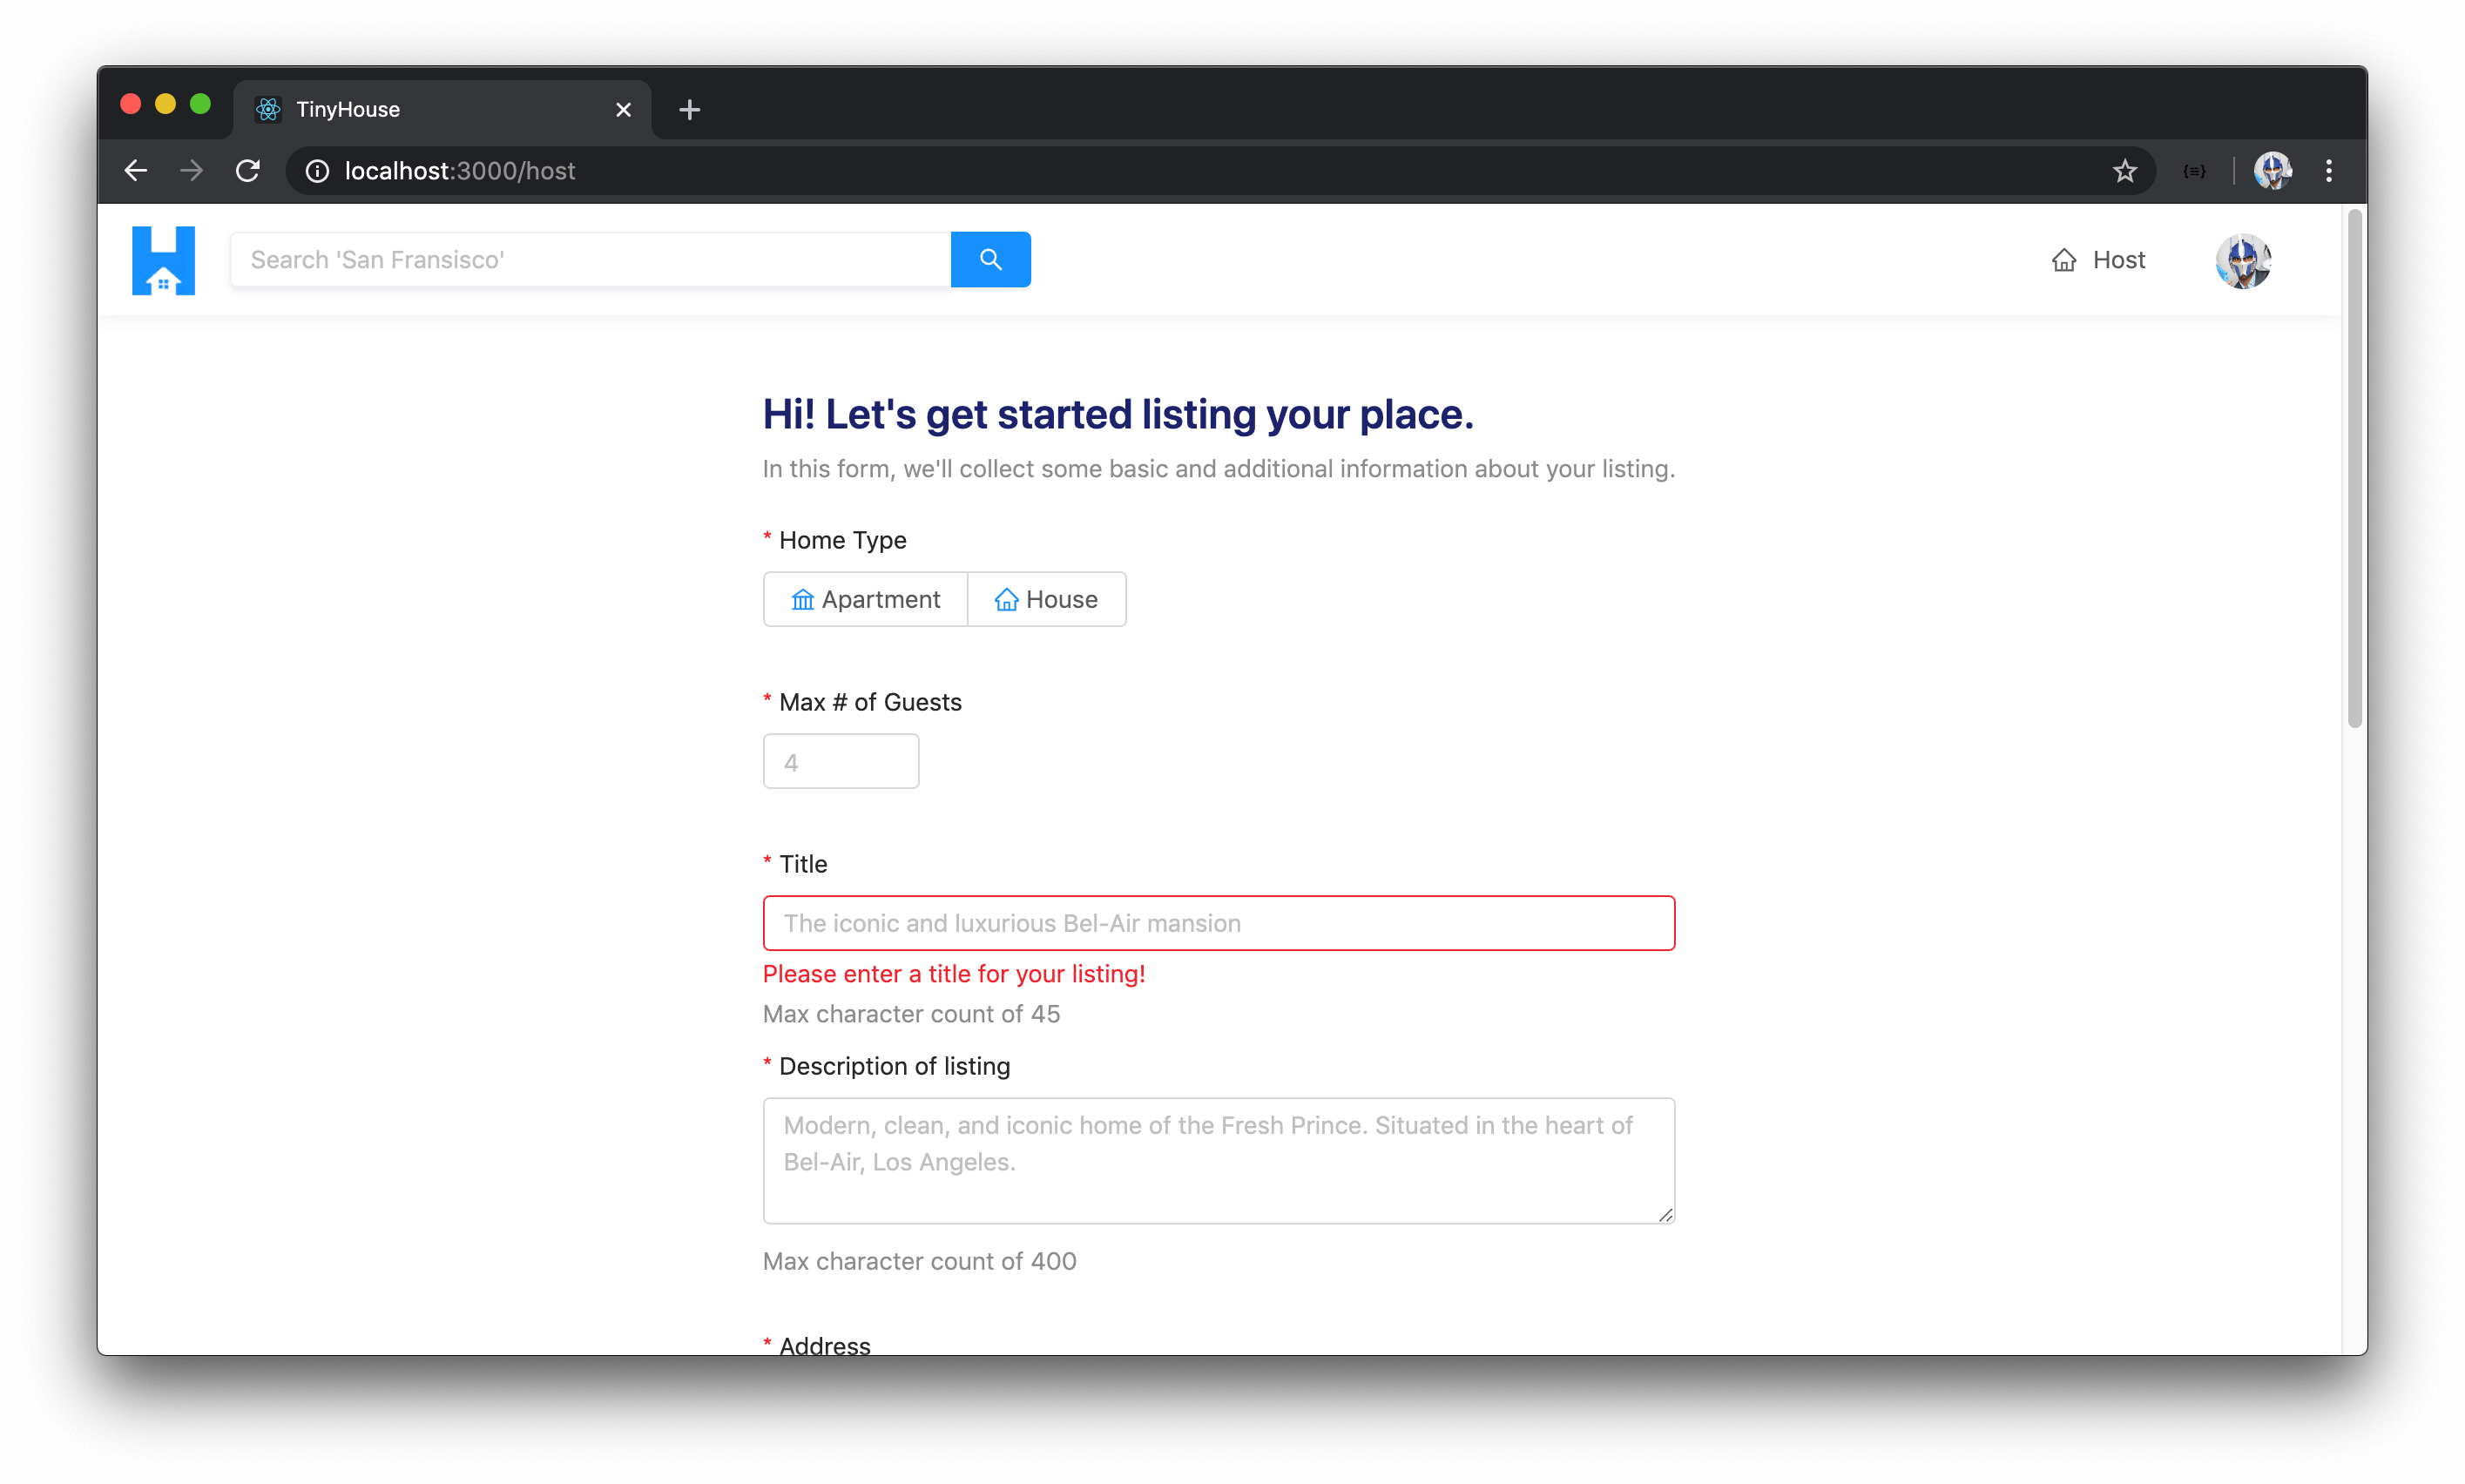 TinyHouse
localhost:3000/host
Search 'San Fransisco'
Host
Hi! Let's get started listing your place.
In this form, we'll collect some basic and additional information about your listing.
* Home Type
Apartment
House
* Max # of Guests
4
* Title
The iconic and luxurious Bel-Air mansion
Please enter a title for your listing!
Max character count of 45
* Description of listing
Modern, clean, and iconic home of the Fresh Prince. Situated in the heart of
Bel-Air, Los Angeles.
Max character count of 400
* Address